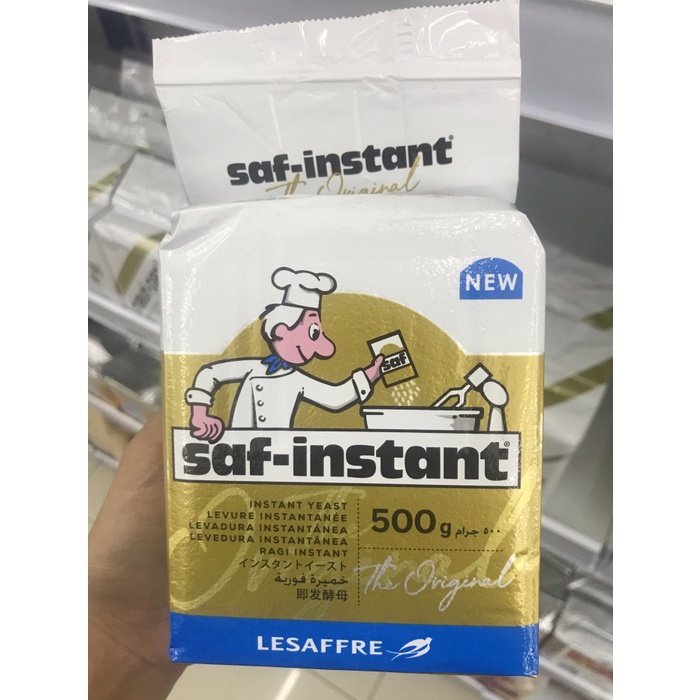 saf-instant®
The Original
NEW
saf
saf-instant®
INSTANT YEAST
LEVURE INSTANTANÉE
LEVADURA INSTANTÁNEA
LEVEDURA INSTANTÂNEA
RAGI INSTANT
インスタントイースト
خميرة فورية
即发酵母
500g ٥٠٠ جرام
The Original
LESAFFRE